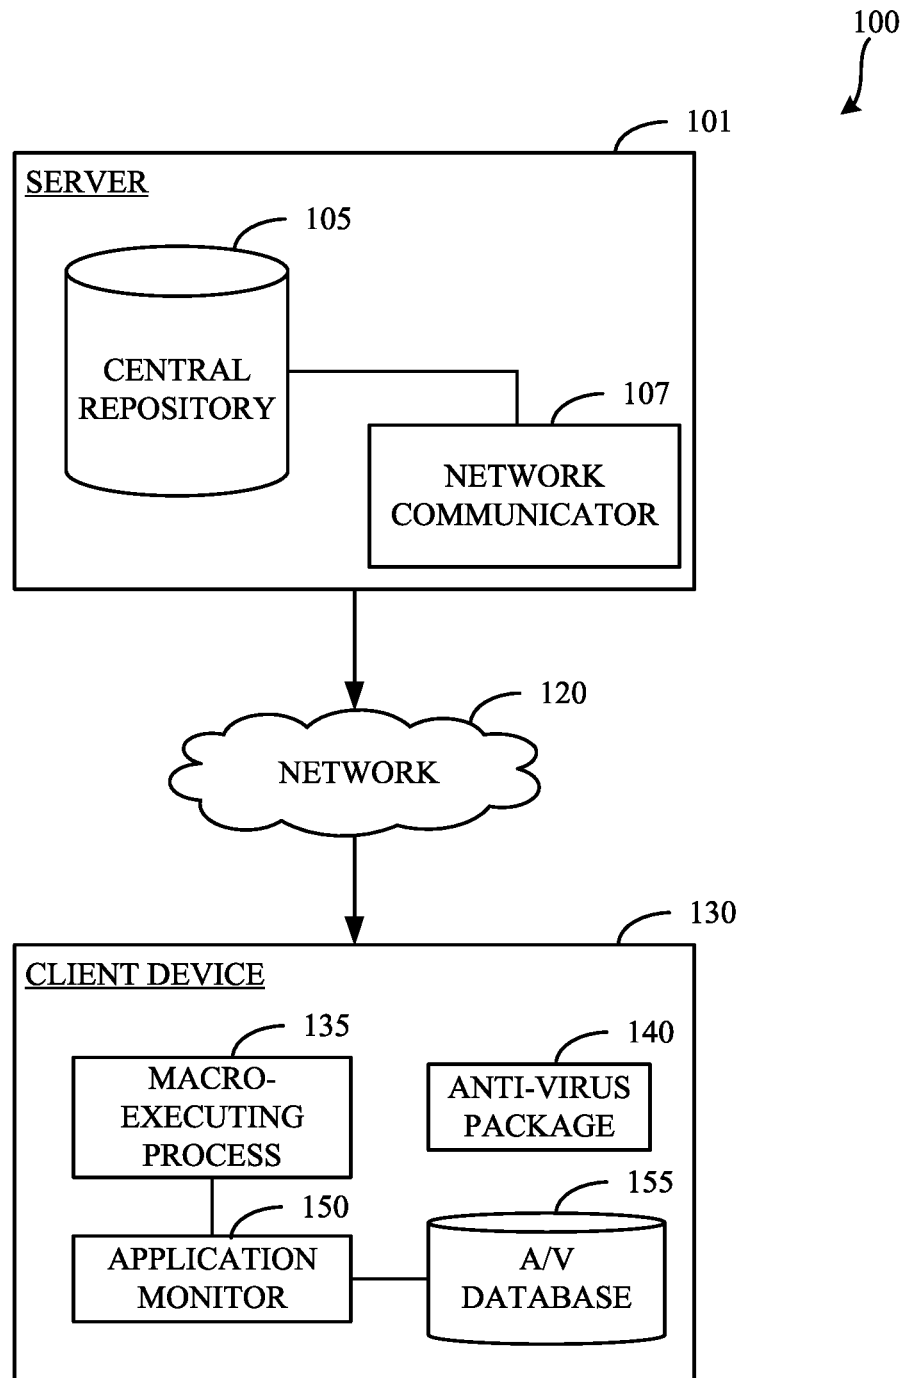 100
101
SERVER
105
CENTRAL
REPOSITORY
107
NETWORK
COMMUNICATOR
120
NETWORK
130
CLIENT DEVICE
135
MACRO-
EXECUTING
PROCESS
140
ANTI-VIRUS
PACKAGE
150
APPLICATION
MONITOR
155
A/V
DATABASE